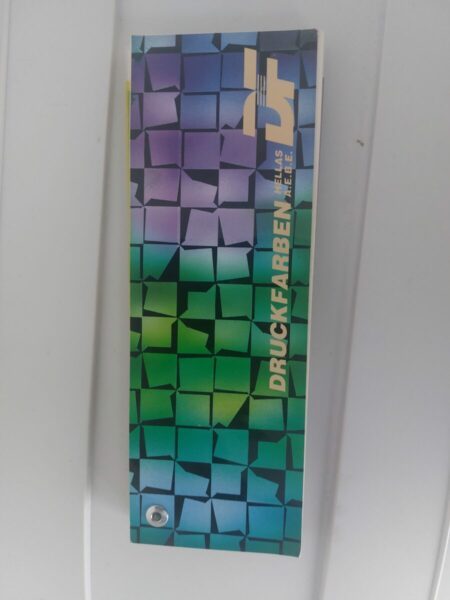 DF
DRUCKFARBEN
HELLAS
A.E.B.E.